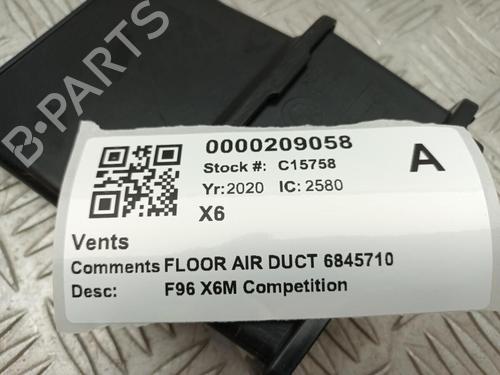 0000209058
Stock #: C15758
A
Yr:2020 IC: 2580
X6
Vents
Comments FLOOR AIR DUCT 6845710
Desc: F96 X6M Competition
B-PARTS